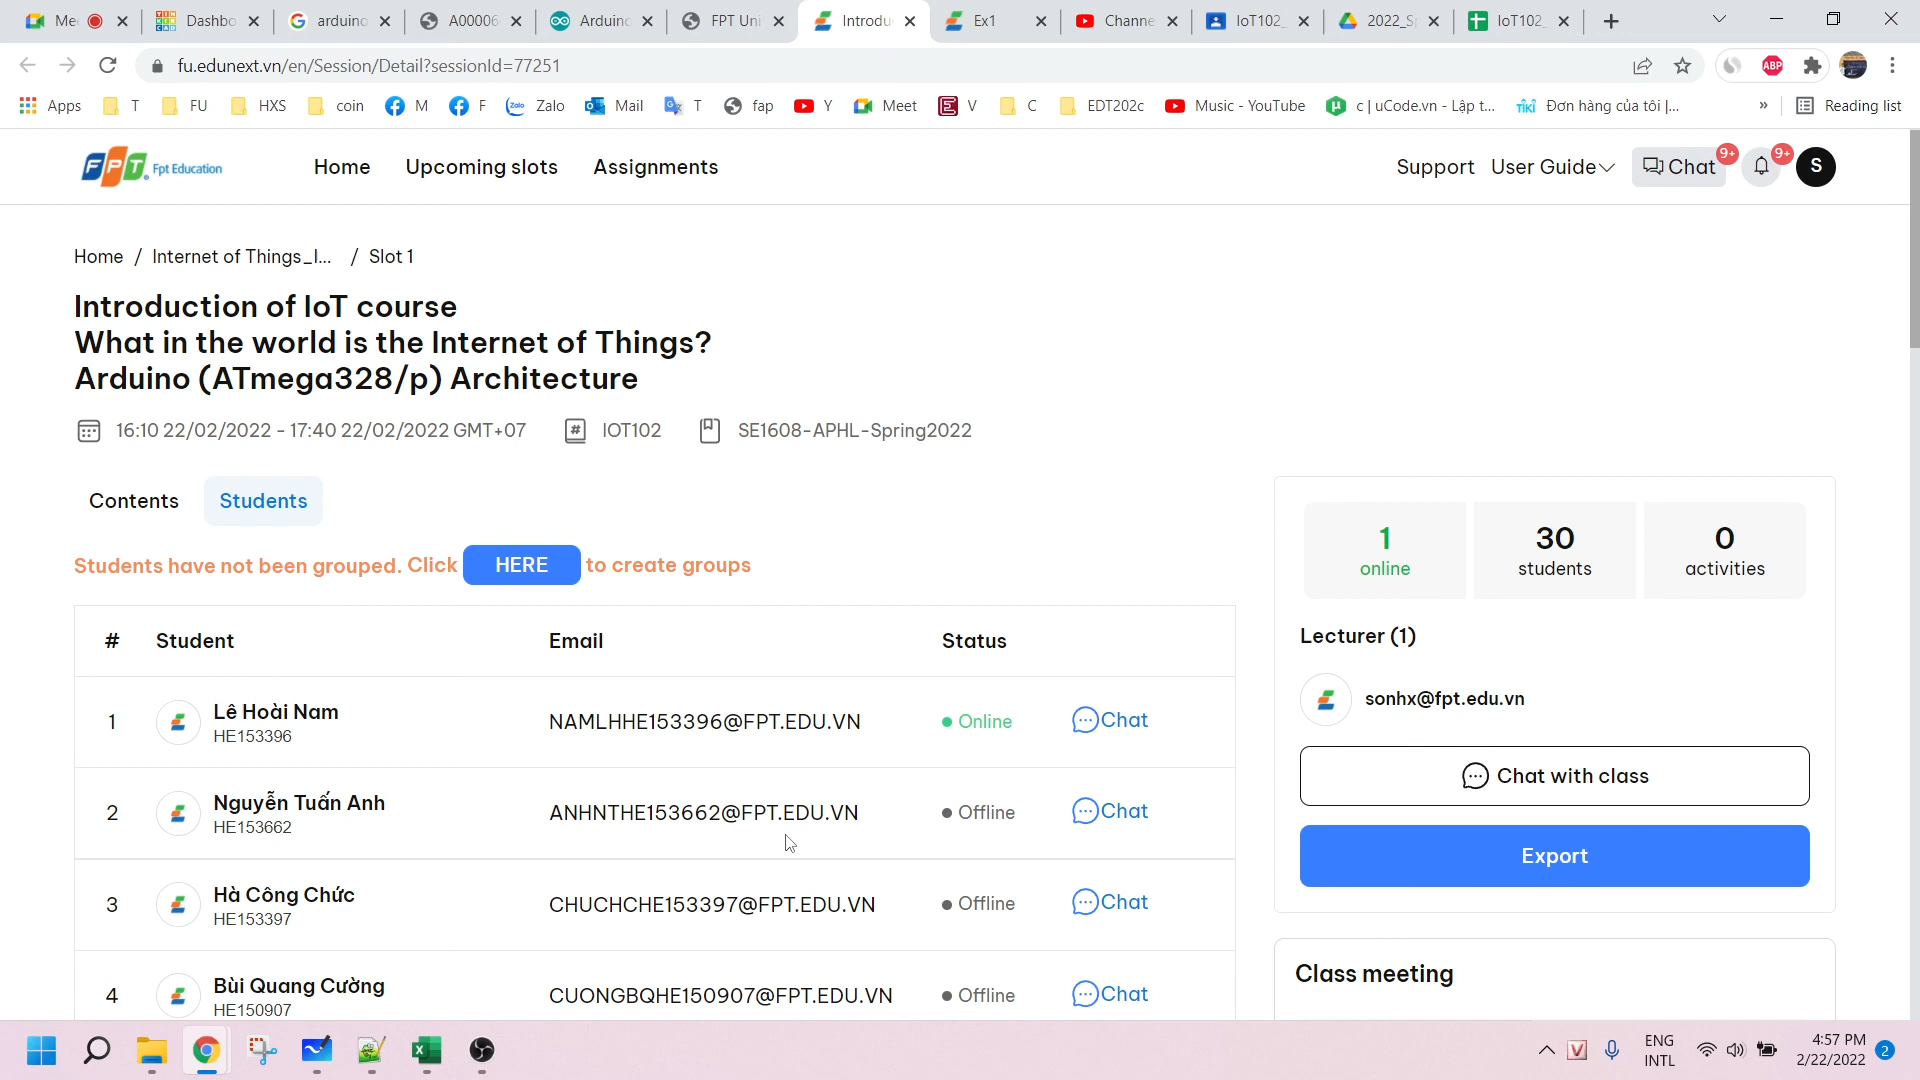 Mee
Dashbo
arduino
A00006
Arduino
FPT Uni
Introdu
Ex1
Channe
IoT102_
2022_Sp
IoT102_
fu.edunext.vn/en/Session/Detail?sessionId=77251
ABP
Apps
T
FU
HXS
coin
M
F
Zalo
Mail
T
fap
Y
Meet
V
C
EDT202c
Music - YouTube
c | uCode.vn - Lập t...
Đơn hàng của tôi |...
»
Reading list
FPT Fpt Education
Home
Upcoming slots
Assignments
Support
User Guide
Chat
9+
9+
S
Home / Internet of Things_I... / Slot 1
Introduction of IoT course
What in the world is the Internet of Things?
Arduino (ATmega328/p) Architecture
16:10 22/02/2022 - 17:40 22/02/2022 GMT+07
IOT102
SE1608-APHL-Spring2022
Contents
Students
Students have not been grouped. Click HERE to create groups
# Student Email Status
1 Lê Hoài Nam NAMLHHE153396@FPT.EDU.VN Online Chat
HE153396
2 Nguyễn Tuấn Anh ANHNTHE153662@FPT.EDU.VN Offline Chat
HE153662
3 Hà Công Chức CHUCHCHE153397@FPT.EDU.VN Offline Chat
HE153397
4 Bùi Quang Cường CUONGBQHE150907@FPT.EDU.VN Offline Chat
HE150907
1
online
30
students
0
activities
Lecturer (1)
sonhx@fpt.edu.vn
Chat with class
Export
Class meeting
ENG
INTL
4:57 PM
2/22/2022
2